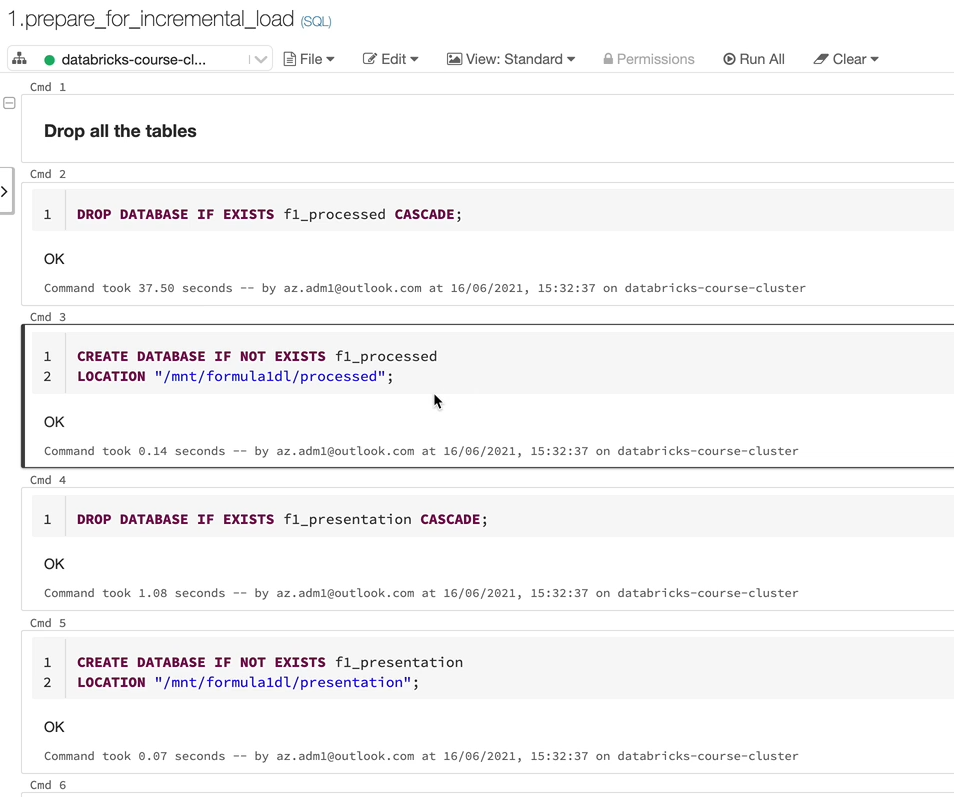 1.prepare_for_incremental_load (SQL)
databricks-course-cl... File Edit View: Standard Permissions Run All Clear
Cmd 1
Drop all the tables
Cmd 2
1 DROP DATABASE IF EXISTS f1_processed CASCADE;
OK
Command took 37.50 seconds -- by az.adm1@outlook.com at 16/06/2021, 15:32:37 on databricks-course-cluster
Cmd 3
1 CREATE DATABASE IF NOT EXISTS f1_processed
2 LOCATION "/mnt/formula1dl/processed";
OK
Command took 0.14 seconds -- by az.adm1@outlook.com at 16/06/2021, 15:32:37 on databricks-course-cluster
Cmd 4
1 DROP DATABASE IF EXISTS f1_presentation CASCADE;
OK
Command took 1.08 seconds -- by az.adm1@outlook.com at 16/06/2021, 15:32:37 on databricks-course-cluster
Cmd 5
1 CREATE DATABASE IF NOT EXISTS f1_presentation
2 LOCATION "/mnt/formula1dl/presentation";
OK
Command took 0.07 seconds -- by az.adm1@outlook.com at 16/06/2021, 15:32:37 on databricks-course-cluster
Cmd 6